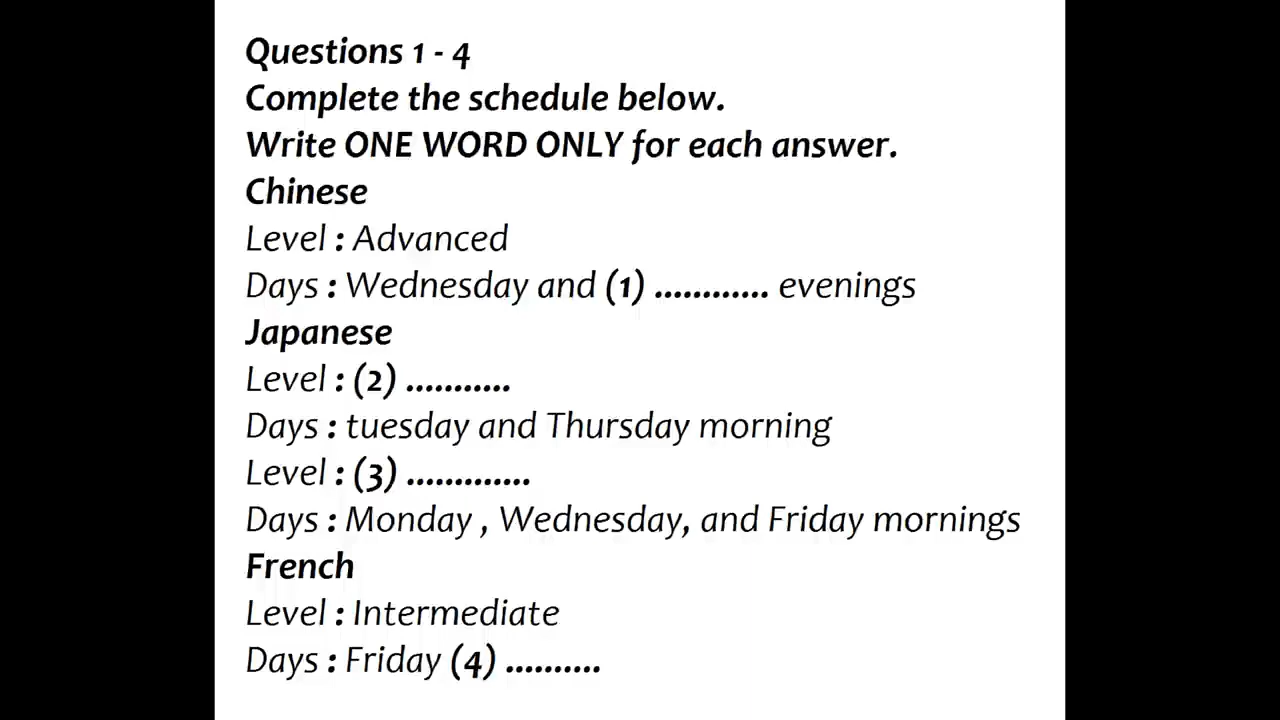 Questions 1 - 4
Complete the schedule below.
Write ONE WORD ONLY for each answer.
Chinese
Level : Advanced
Days : Wednesday and (1) ............ evenings
Japanese
Level : (2) ...........
Days : tuesday and Thursday morning
Level : (3) .............
Days : Monday , Wednesday, and Friday mornings
French
Level : Intermediate
Days : Friday (4) ..........